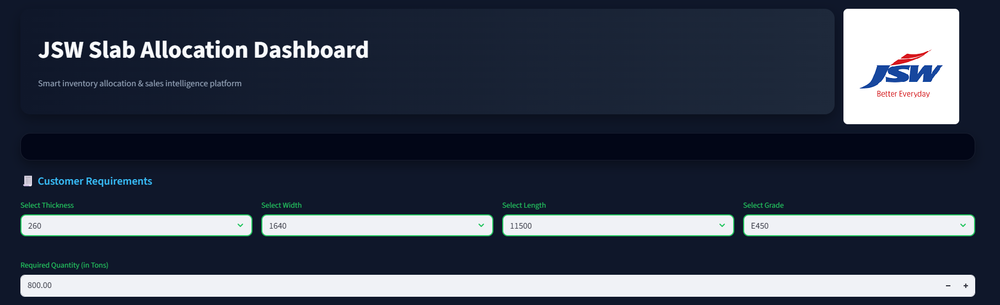 JSW Slab Allocation Dashboard
Smart inventory allocation & sales intelligence platform
JSW
Better Everyday
Customer Requirements
Select Thickness
260
Select Width
1640
Select Length
11500
Select Grade
E450
Required Quantity (in Tons)
800.00